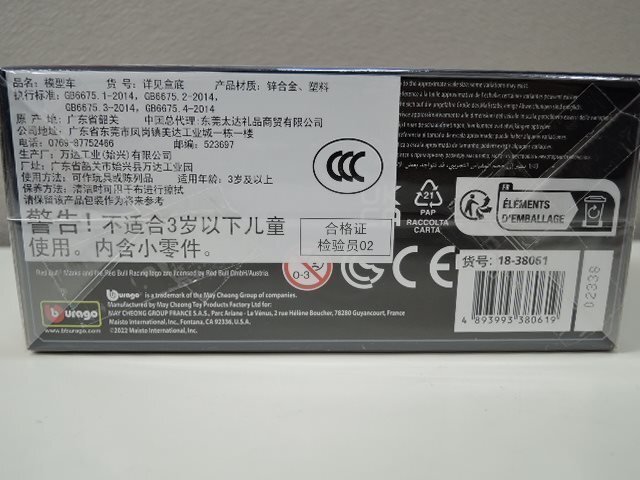 品名: 模型车 货 号: 详见盒底 产品材质: 锌合金、塑料
执行标准: GB6675.1-2014, GB6675.2-2014,
GB6675.3-2014, GB6675.4-2014
原 产 地: 广东省韶关 中国总代理: 东莞太达礼品商贸有限公司
公司地址: 广东省东莞市凤岗镇美达工业城一栋一楼
电话: 0769-87752466 邮编: 523697
生产厂: 万达工业(始兴)有限公司
厂址: 广东省韶关市始兴县万达工业
使用方法: 可作玩具或陈列品 适用年龄: 3岁及以上
保养方法: 清洁时可用干布进行擦拭
请保留该产品包装作为将来参考
警告! 不适合3岁以下儿童
使用。内含小零件。
合格证
检验员02
CCC
the approximate scale size, some variations may exist.
21
PAP
RACCOLTA
CARTA
FR
ÉLÉMENTS
D'EMBALLAGE
Red Bull Marks and the Red Bull Racing logo are licensed by Red Bull GmbH/Austria.
0-3
CE
货号: 18-38061
4 893993 380619
02338
bburago
www.bburago.com
bburago is a trademark of the May Cheong Group of companies.
Manufactured by May Cheong Toy Products Factory Ltd.
MAY CHEONG GROUP FRANCE S.A.S., Parc Ariane - Le Vénus, 2 rue Hélène Boucher, 78280 Guyancourt, France
Maisto International, Inc., Fontana, CA 92336, U.S.A.
©2022 Maisto International, Inc.